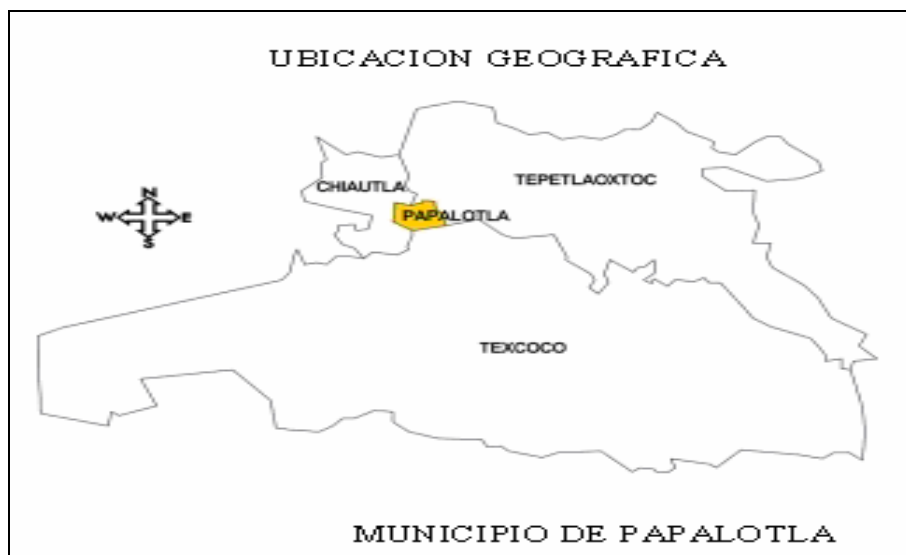 UBICACION GEOGRAFICA
CHIAUTLA
TEPETLAOXTOC
N
W E
S
PAPALOTLA
TEXCOCO
MUNICIPIO DE PAPALOTLA